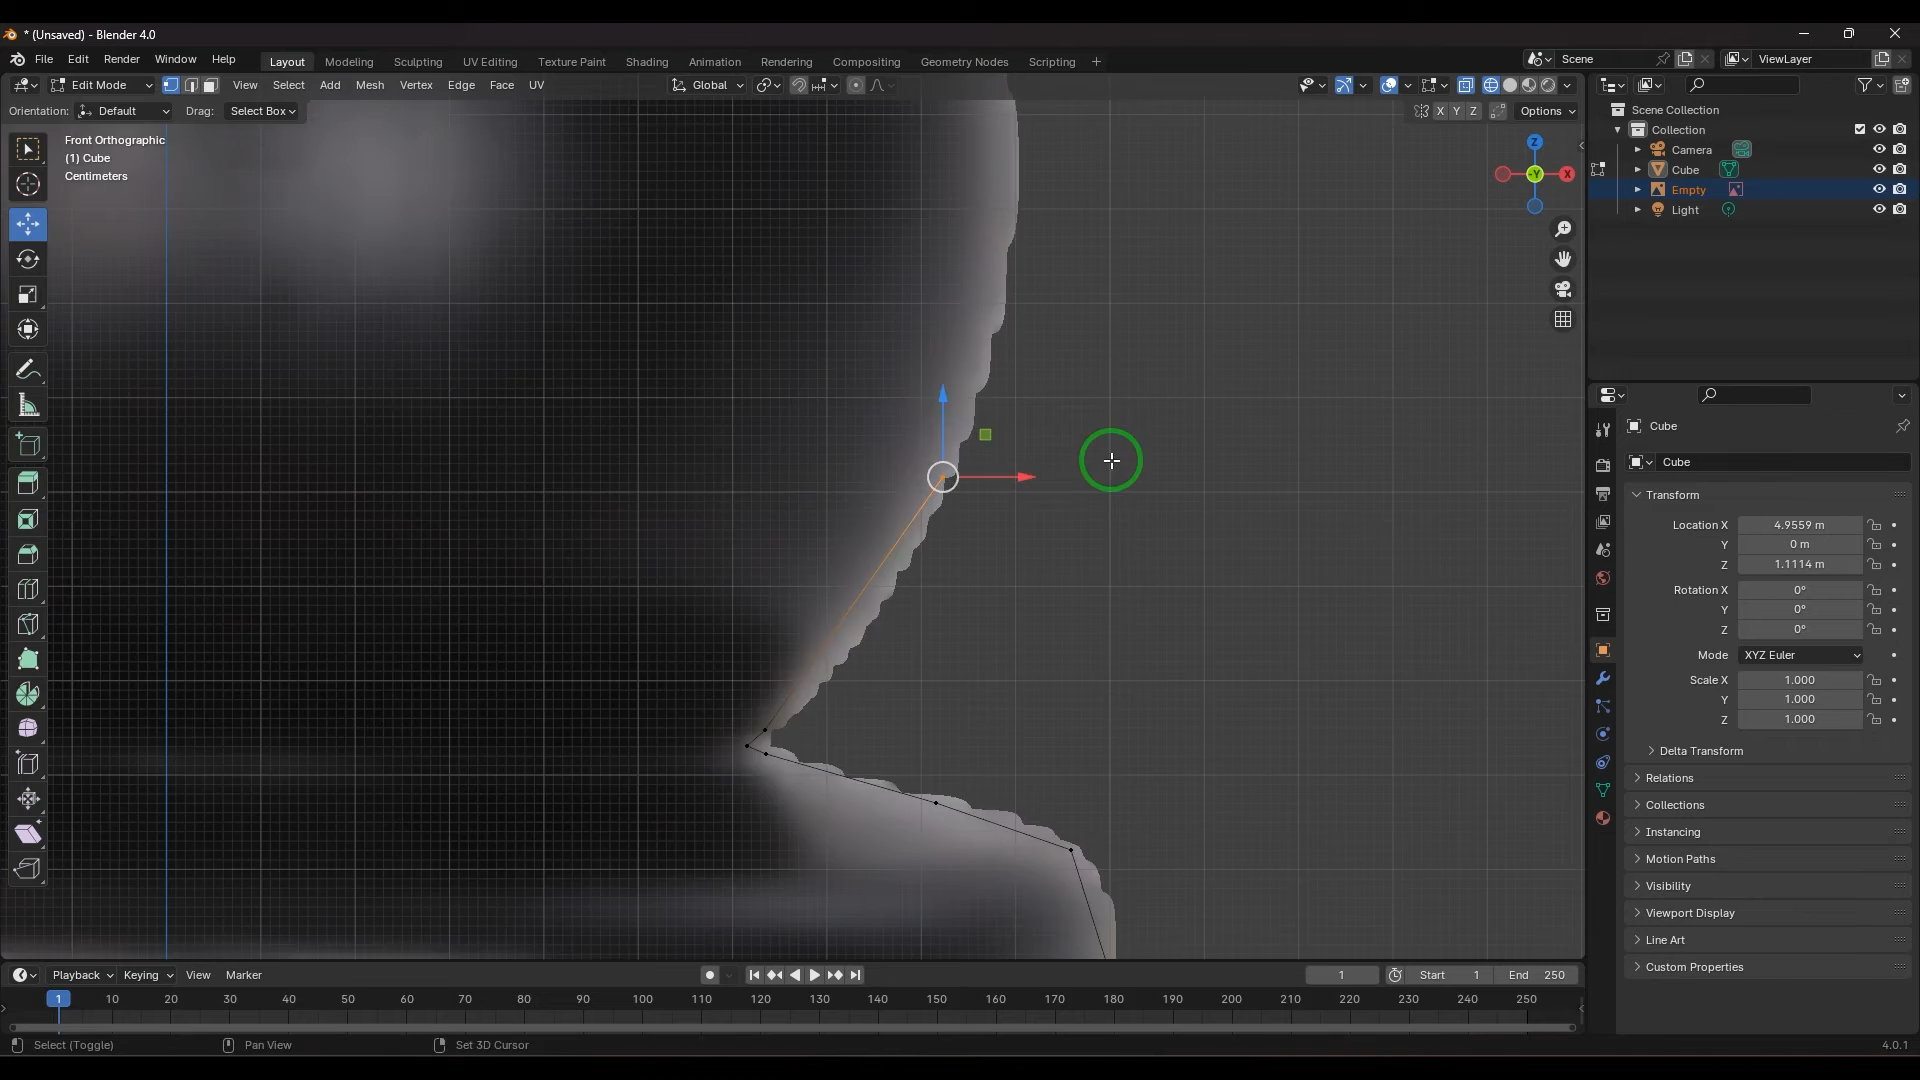 * (Unsaved) - Blender 4.0
File Edit Render Window Help Layout Modeling Sculpting UV Editing Texture Paint Shading Animation Rendering Compositing Geometry Nodes Scripting + Scene ViewLayer
Edit Mode View Select Add Mesh Vertex Edge Face UV Global
Orientation: Default Drag: Select Box X Y Z Options
Front Orthographic
(1) Cube
Centimeters
Z
-Y
X
Scene Collection
Collection
Camera
Cube
Empty
Light
Cube
Cube
Transform
Location X 4.9559 m
Y 0 m
Z 1.1114 m
Rotation X 0°
Y 0°
Z 0°
Mode XYZ Euler
Scale X 1.000
Y 1.000
Z 1.000
Delta Transform
Relations
Collections
Instancing
Motion Paths
Visibility
Viewport Display
Line Art
Custom Properties
Playback Keying View Marker 1 Start 1 End 250
1 10 20 30 40 50 60 70 80 90 100 110 120 130 140 150 160 170 180 190 200 210 220 230 240 250
Select (Toggle) Pan View Set 3D Cursor 4.0.1